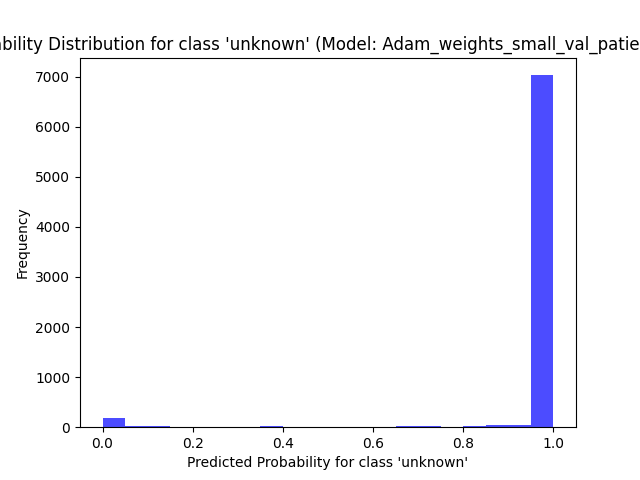 bility Distribution for class 'unknown' (Model: Adam_weights_small_val_patie
7000
6000
5000
4000
3000
2000
1000
0
Frequency
0.0 0.2 0.4 0.6 0.8 1.0
Predicted Probability for class 'unknown'